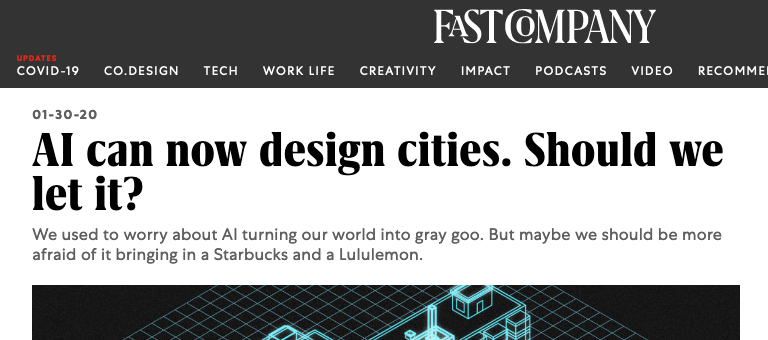 FAST COMPANY
UPDATES
COVID-19 CO.DESIGN TECH WORK LIFE CREATIVITY IMPACT PODCASTS VIDEO RECOMME
01-30-20
AI can now design cities. Should we
let it?
We used to worry about AI turning our world into gray goo. But maybe we should be more
afraid of it bringing in a Starbucks and a Lululemon.